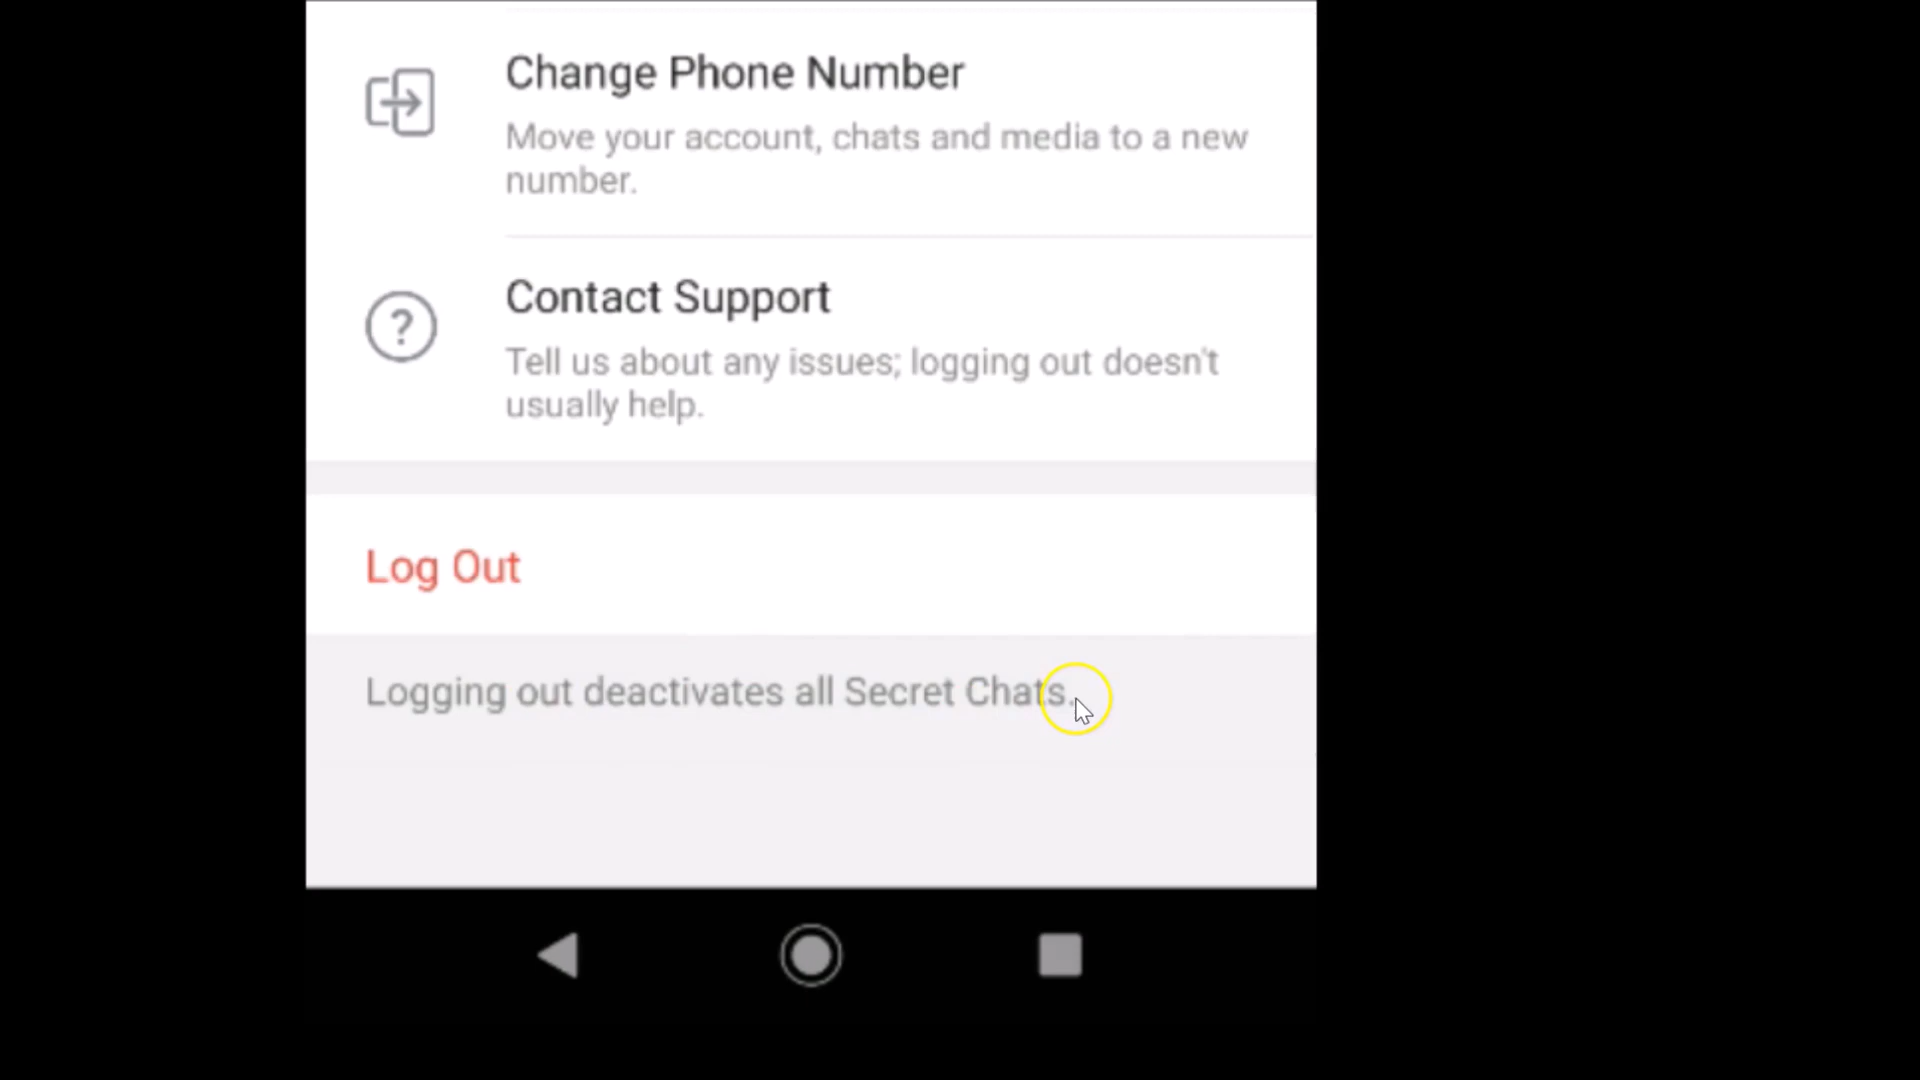 Change Phone Number
Move your account, chats and media to a new
number.
Contact Support
Tell us about any issues; logging out doesn't
usually help.
Log Out
Logging out deactivates all Secret Chats.